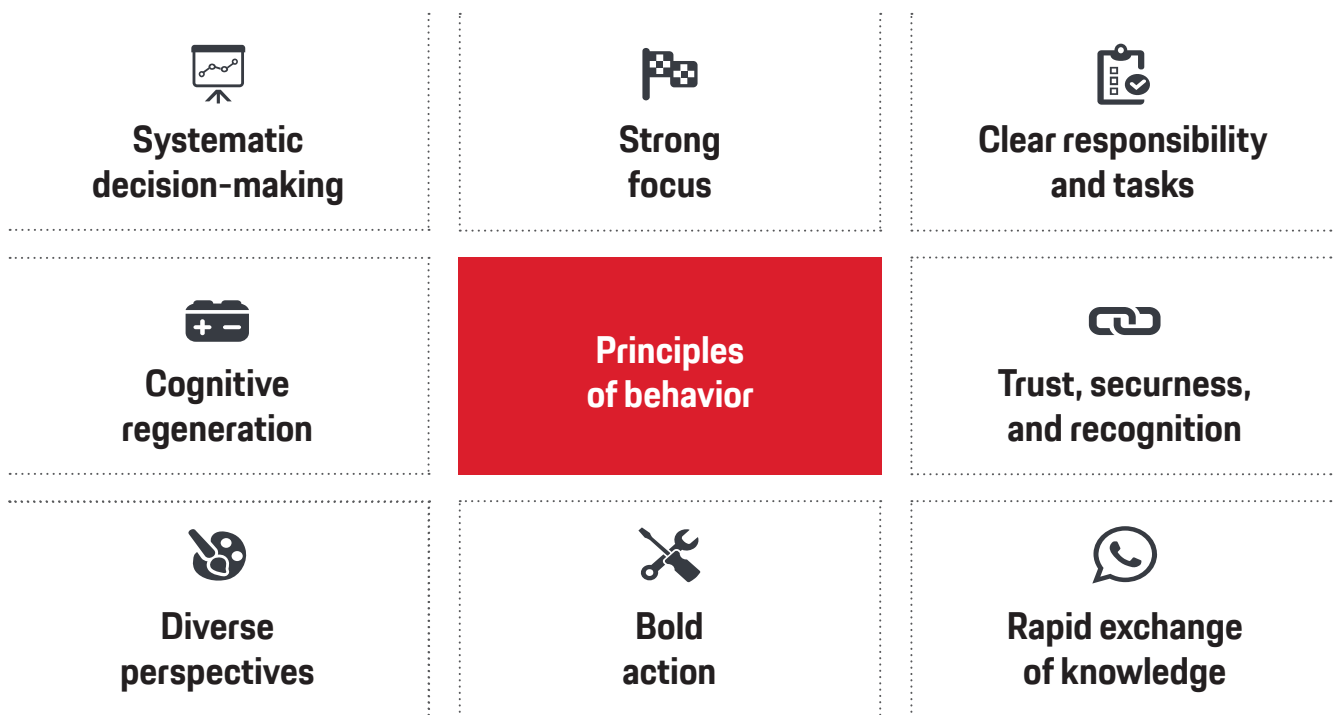 Systematic
decision-making
Strong
focus
Clear responsibility
and tasks
Cognitive
regeneration
Principles
of behavior
Trust, securness,
and recognition
Diverse
perspectives
Bold
action
Rapid exchange
of knowledge